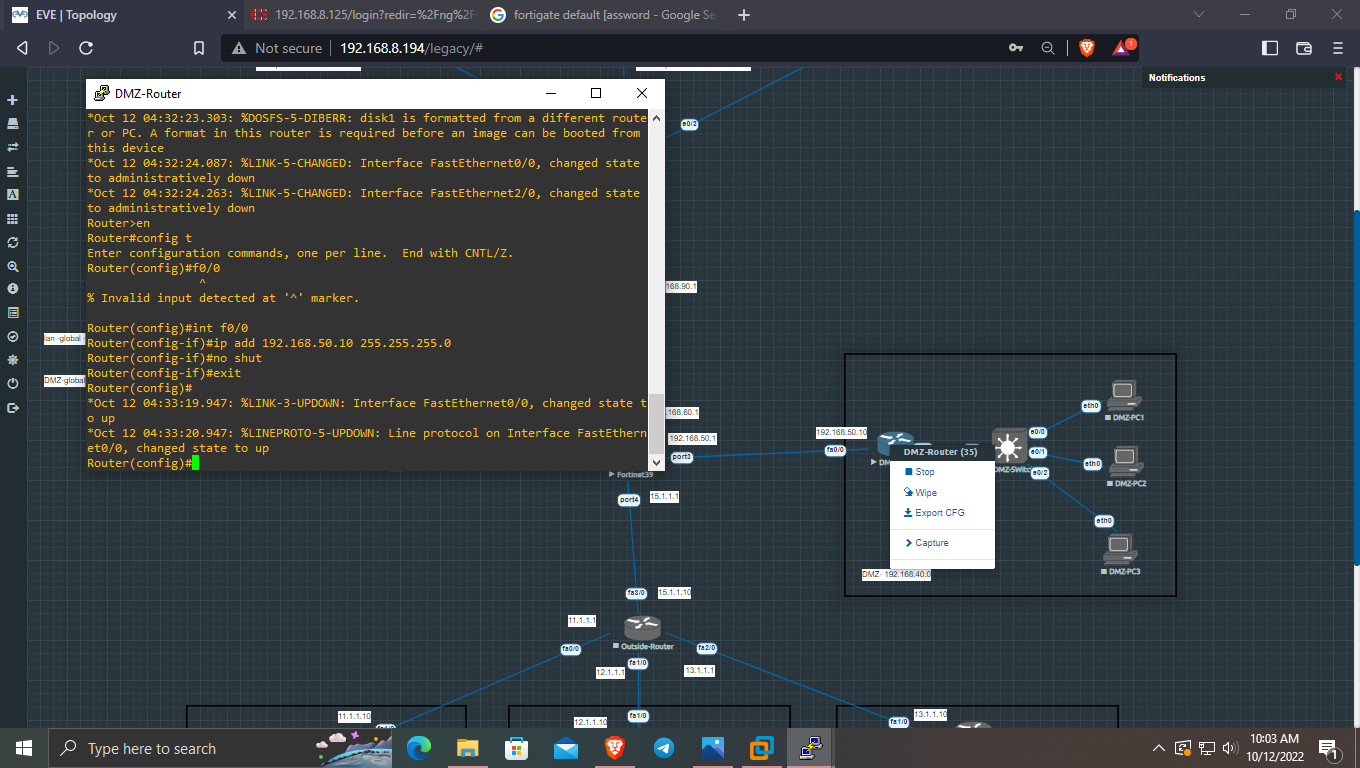 EVE | Topology
192.168.8.125/login?redir=%2Fng%2F
fortigate default [assword - Google Se
Not secure
192.168.8.194/legacy/#
1
Notifications
DMZ-Router
*Oct 12 04:32:23.303: %DOSFS-5-DIBERR: disk1 is formatted from a different route
r or PC. A format in this router is required before an image can be booted from
this device
*Oct 12 04:32:24.087: %LINK-5-CHANGED: Interface FastEthernet0/0, changed state
to administratively down
*Oct 12 04:32:24.263: %LINK-5-CHANGED: Interface FastEthernet2/0, changed state
to administratively down
Router>en
Router#config t
Enter configuration commands, one per line.  End with CNTL/Z.
Router(config)#f0/0
^
% Invalid input detected at '^' marker.
Router(config)#int f0/0
Router(config-if)#ip add 192.168.50.10 255.255.255.0
Router(config-if)#no shut
Router(config-if)#exit
Router(config)#
*Oct 12 04:33:19.947: %LINK-3-UPDOWN: Interface FastEthernet0/0, changed state t
o up
*Oct 12 04:33:20.947: %LINEPROTO-5-UPDOWN: Line protocol on Interface FastEthern
et0/0, changed state to up
Router(config)#
e0/2
168.90.1
lan -global
DMZ-global
.168.60.1
192.168.50.1
port3
Fortinet39
port4
15.1.1.1
192.168.50.10
fa0/0
DM
DMZ-Router (35)
Stop
Wipe
Export CFG
Capture
DMZ-SWitc
e0/0
e0/1
e0/2
eth0
DMZ-PC1
eth0
DMZ-PC2
eth0
DMZ-PC3
DMZ- 192.168.40.0
fa3/0
15.1.1.10
11.1.1.1
Outside-Router
fa0/0
fa1/0
fa2/0
12.1.1.1
13.1.1.1
11.1.1.10
12.1.1.10
fa1/0
13.1.1.10
fa1/0
Type here to search
10:03 AM
10/12/2022
1